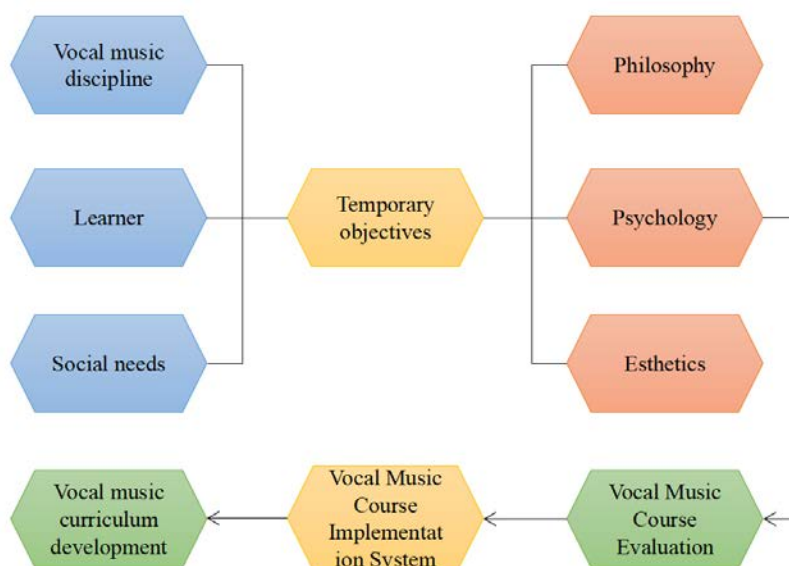 Vocal music
discipline
Philosophy
Learner
Temporary
objectives
Psychology
Social needs
Esthetics
Vocal music
curriculum
development
Vocal Music
Course
Implementat
ion System
Vocal Music
Course
Evaluation